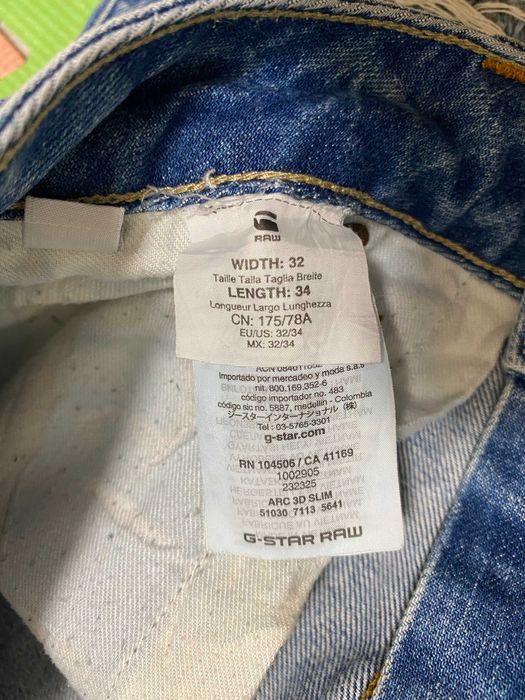 RAW
WIDTH: 32
Taille Talla Taglia Breite
LENGTH: 34
Longueur Largo Lunghezza
CN: 175/78A
EU/US: 32/34
MX: 32/34
importado por mercadeo y moda s.a.s
nit. 800.169.352-6
código importador no. 483
código sic no. 5887, medellin - Colombia
ジースターインターナショナル (株)
Tel : 03-5765-3301
g-star.com
RN 104506 / CA 41169
1002905
232325
ARC 3D SLIM
51030 7113 5641
G-STAR RAW